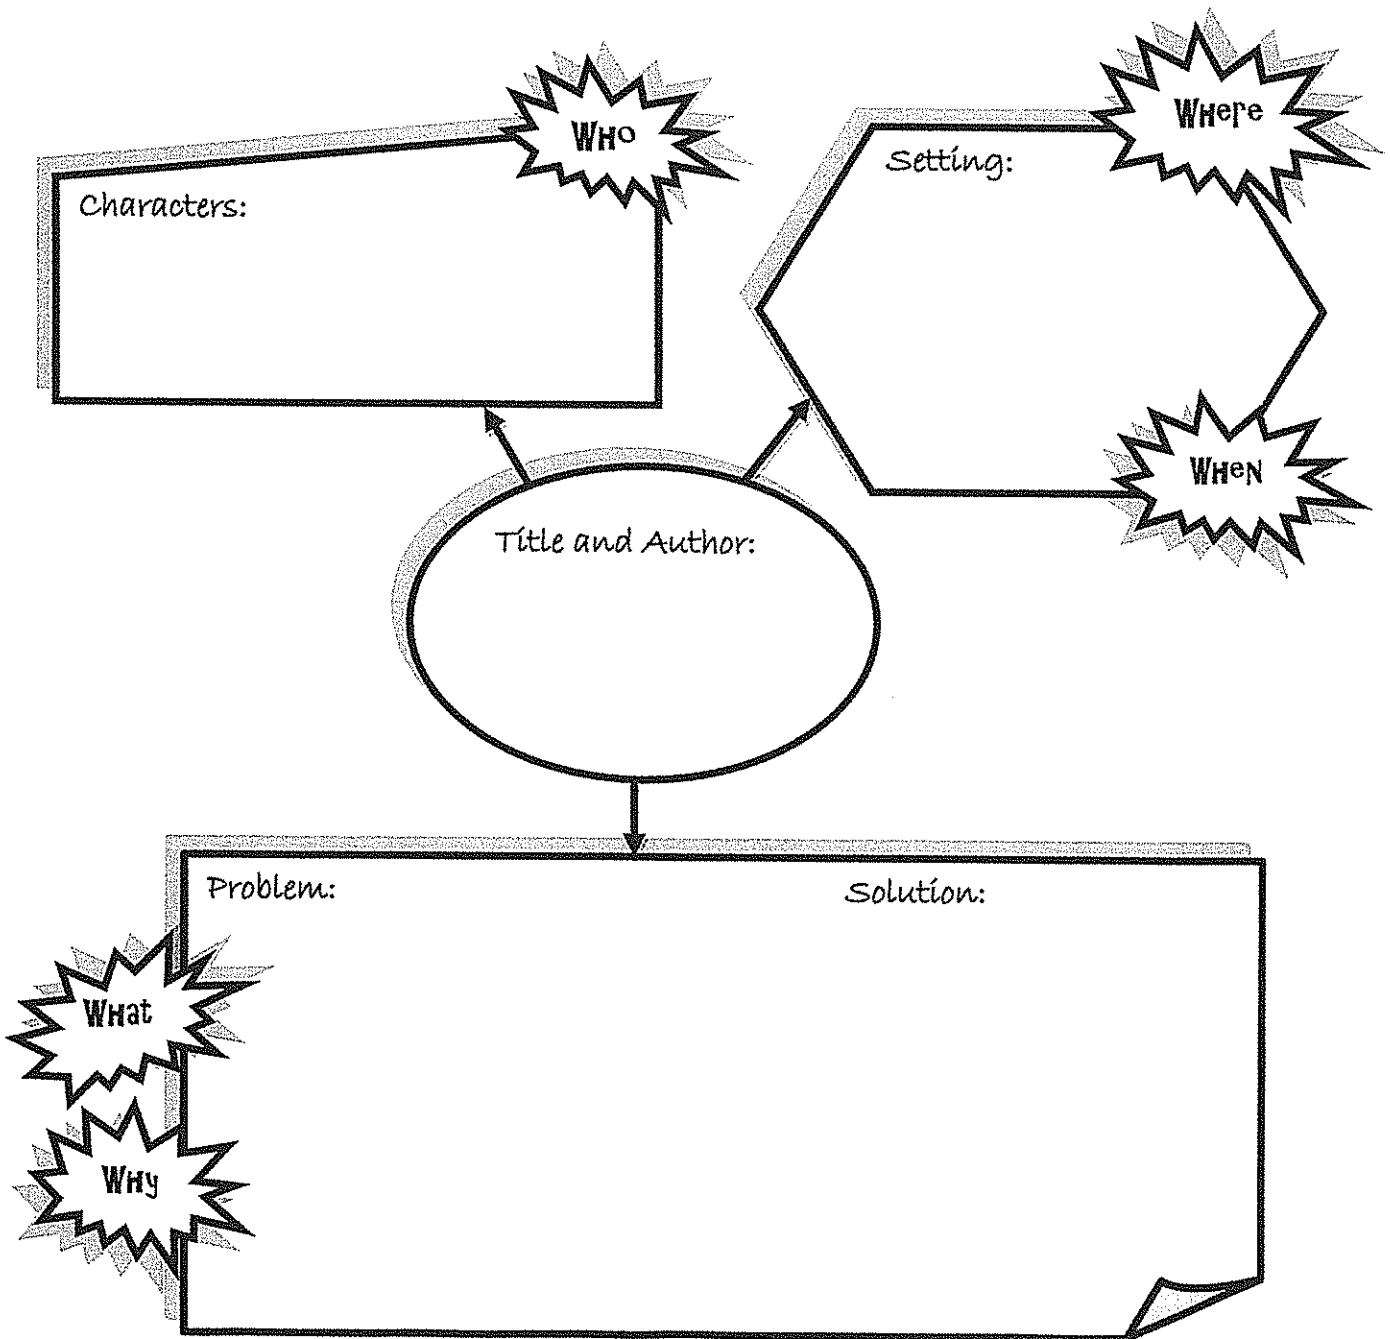 WHO
Characters:
WHere
Setting:
WHeN
Title and Author:
Problem:
Solution:
WHat
WHy